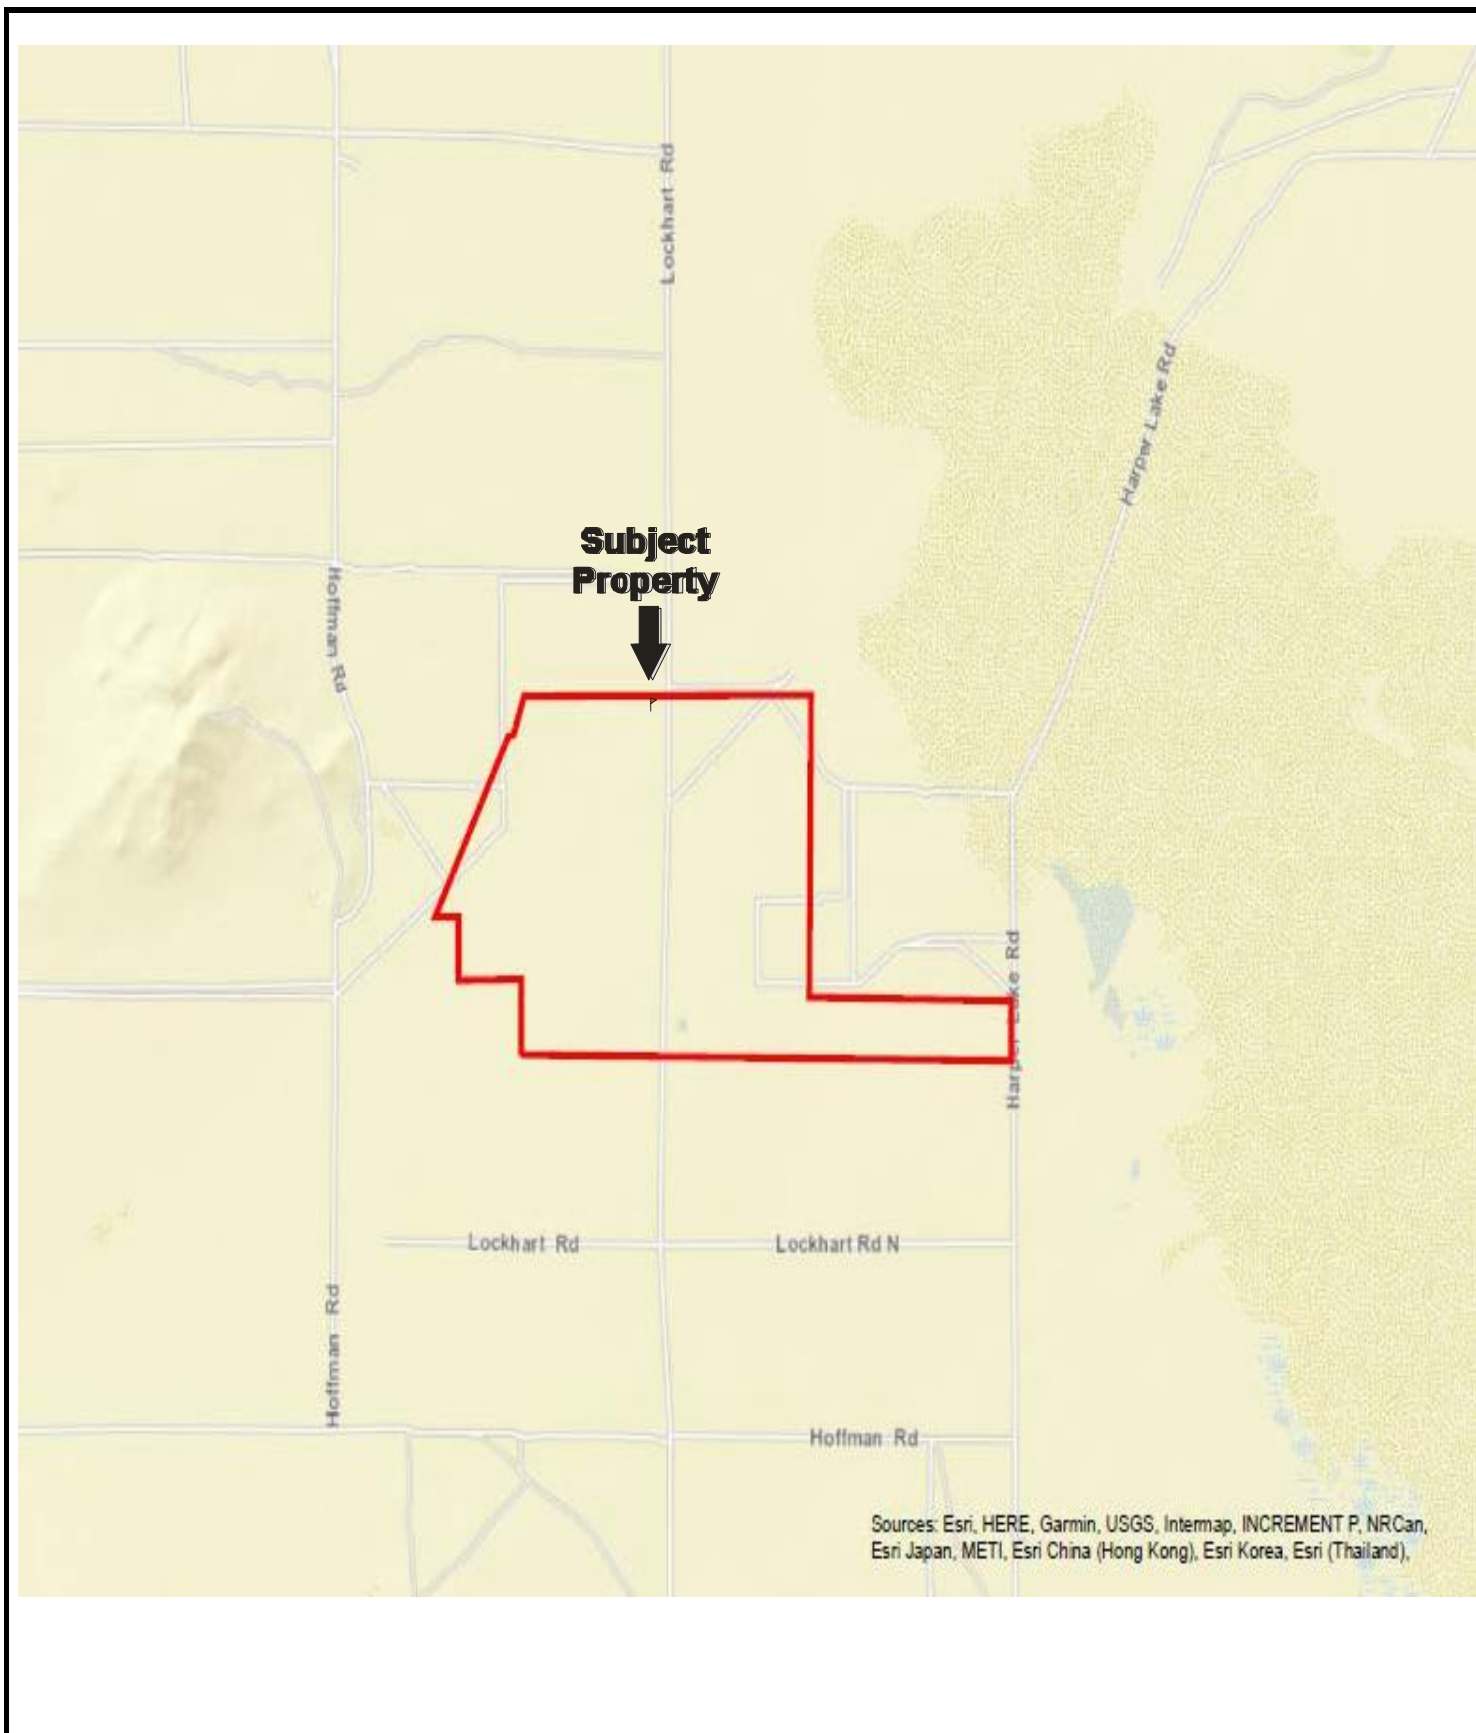 Lockhart Rd
Harper Lake Rd
Subject
Property
Hoffman Rd
Harper Lake Rd
Lockhart Rd
Lockhart Rd N
Hoffman Rd
Hoffman Rd
Sources: Esri, HERE, Garmin, USGS, Intermap, INCREMENT P, NRCan,
Esri Japan, METI, Esri China (Hong Kong), Esri Korea, Esri (Thailand),